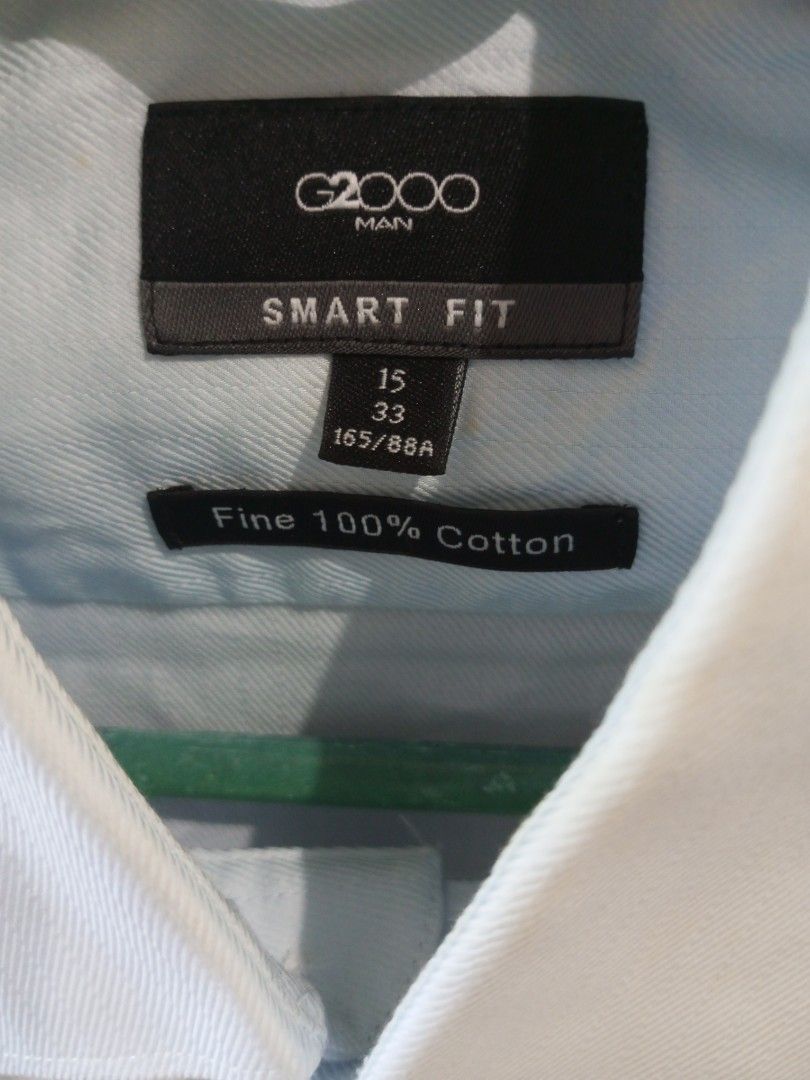 G2000
MAN
SMART FIT
15
33
165/88A
Fine 100% Cotton